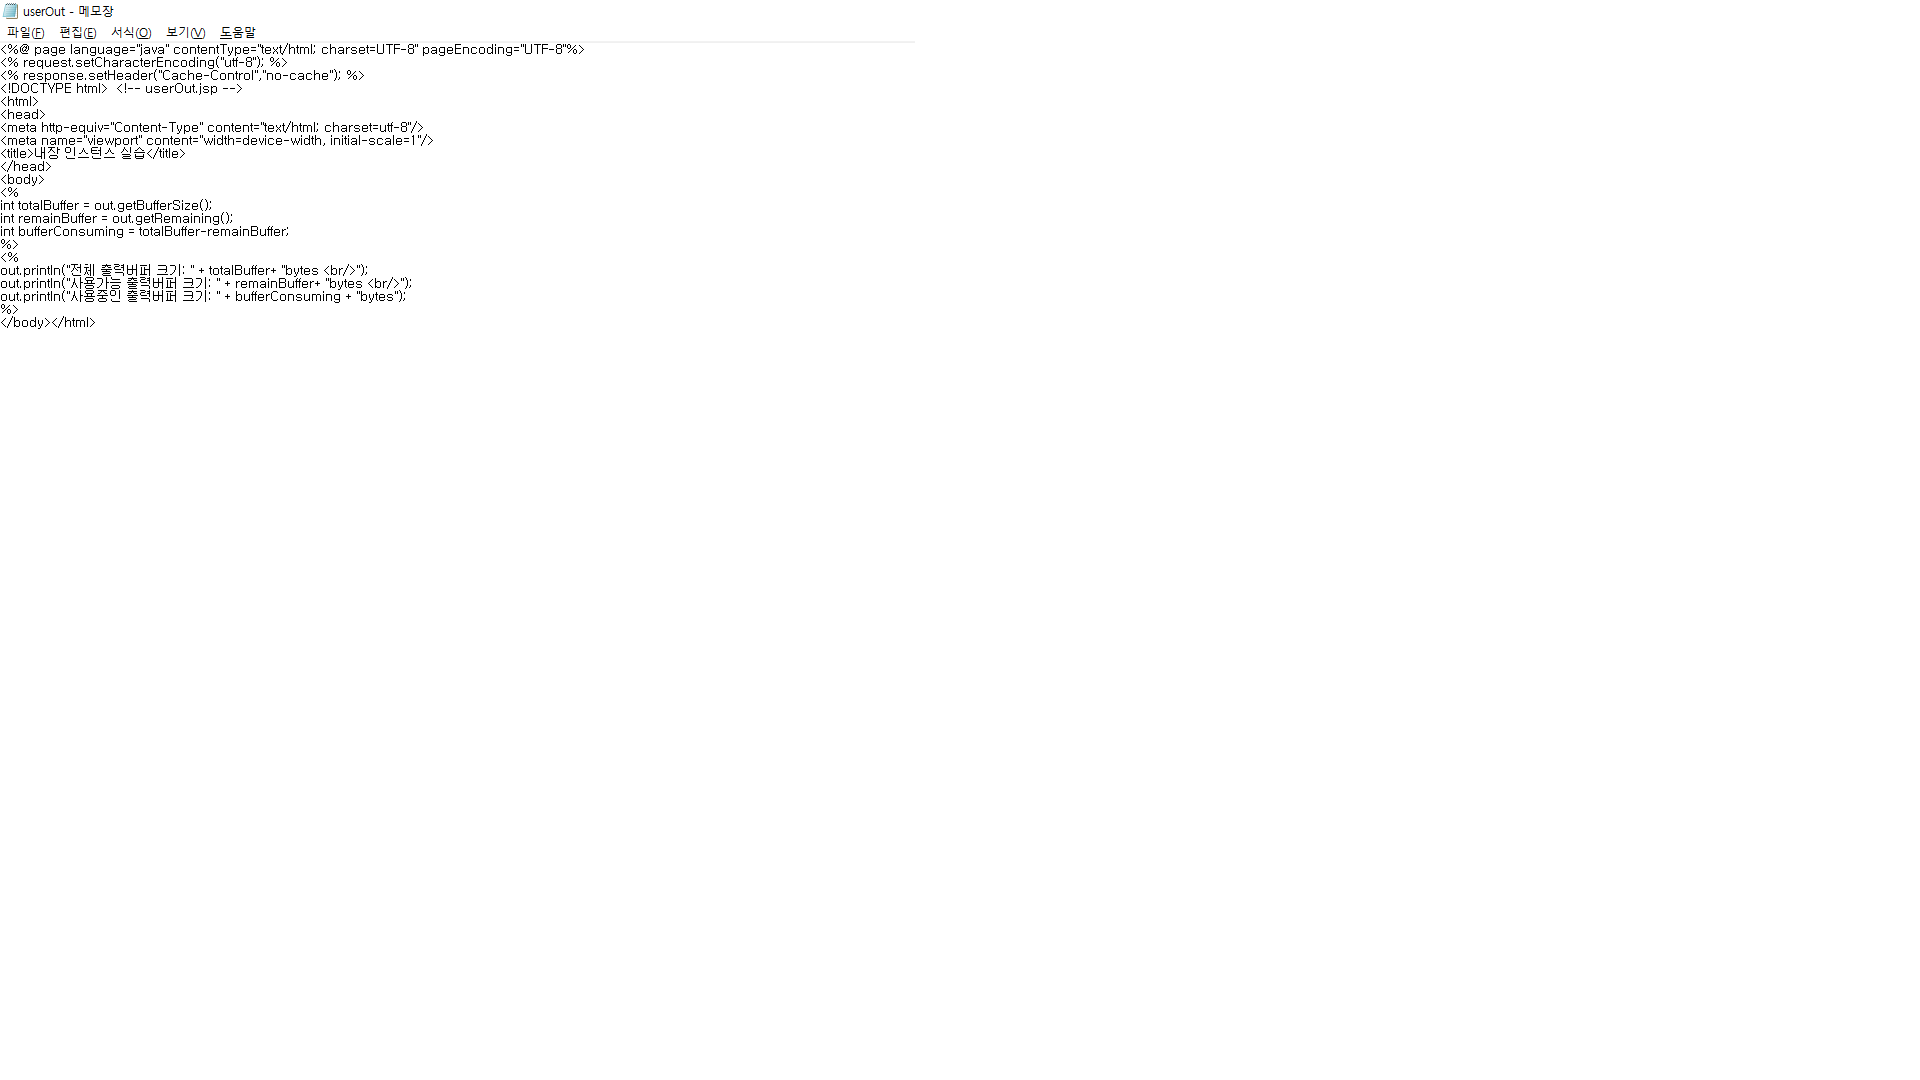 userOut - 메모장
파일(F) 편집(E) 서식(O) 보기(V) 도움말
<%@ page language="java" contentType="text/html; charset=UTF-8" pageEncoding="UTF-8"%>
<% request.setCharacterEncoding("utf-8"); %>
<% response.setHeader("Cache-Control","no-cache"); %>
<!DOCTYPE html>  <!-- userOut.jsp -->
<html>
<head>
<meta http-equiv="Content-Type" content="text/html; charset=utf-8"/>
<meta name="viewport" content="width=device-width, initial-scale=1"/>
<title>내장 인스턴스 실습</title>
</head>
<body>
<%
int totalBuffer = out.getBufferSize();
int remainBuffer = out.getRemaining();
int bufferConsuming = totalBuffer-remainBuffer;
%>
<%
out.println("전체 출력버퍼 크기: " + totalBuffer+ "bytes <br/>");
out.println("사용가능 출력버퍼 크기: " + remainBuffer+ "bytes <br/>");
out.println("사용중인 출력버퍼 크기: " + bufferConsuming + "bytes");
%>
</body></html>